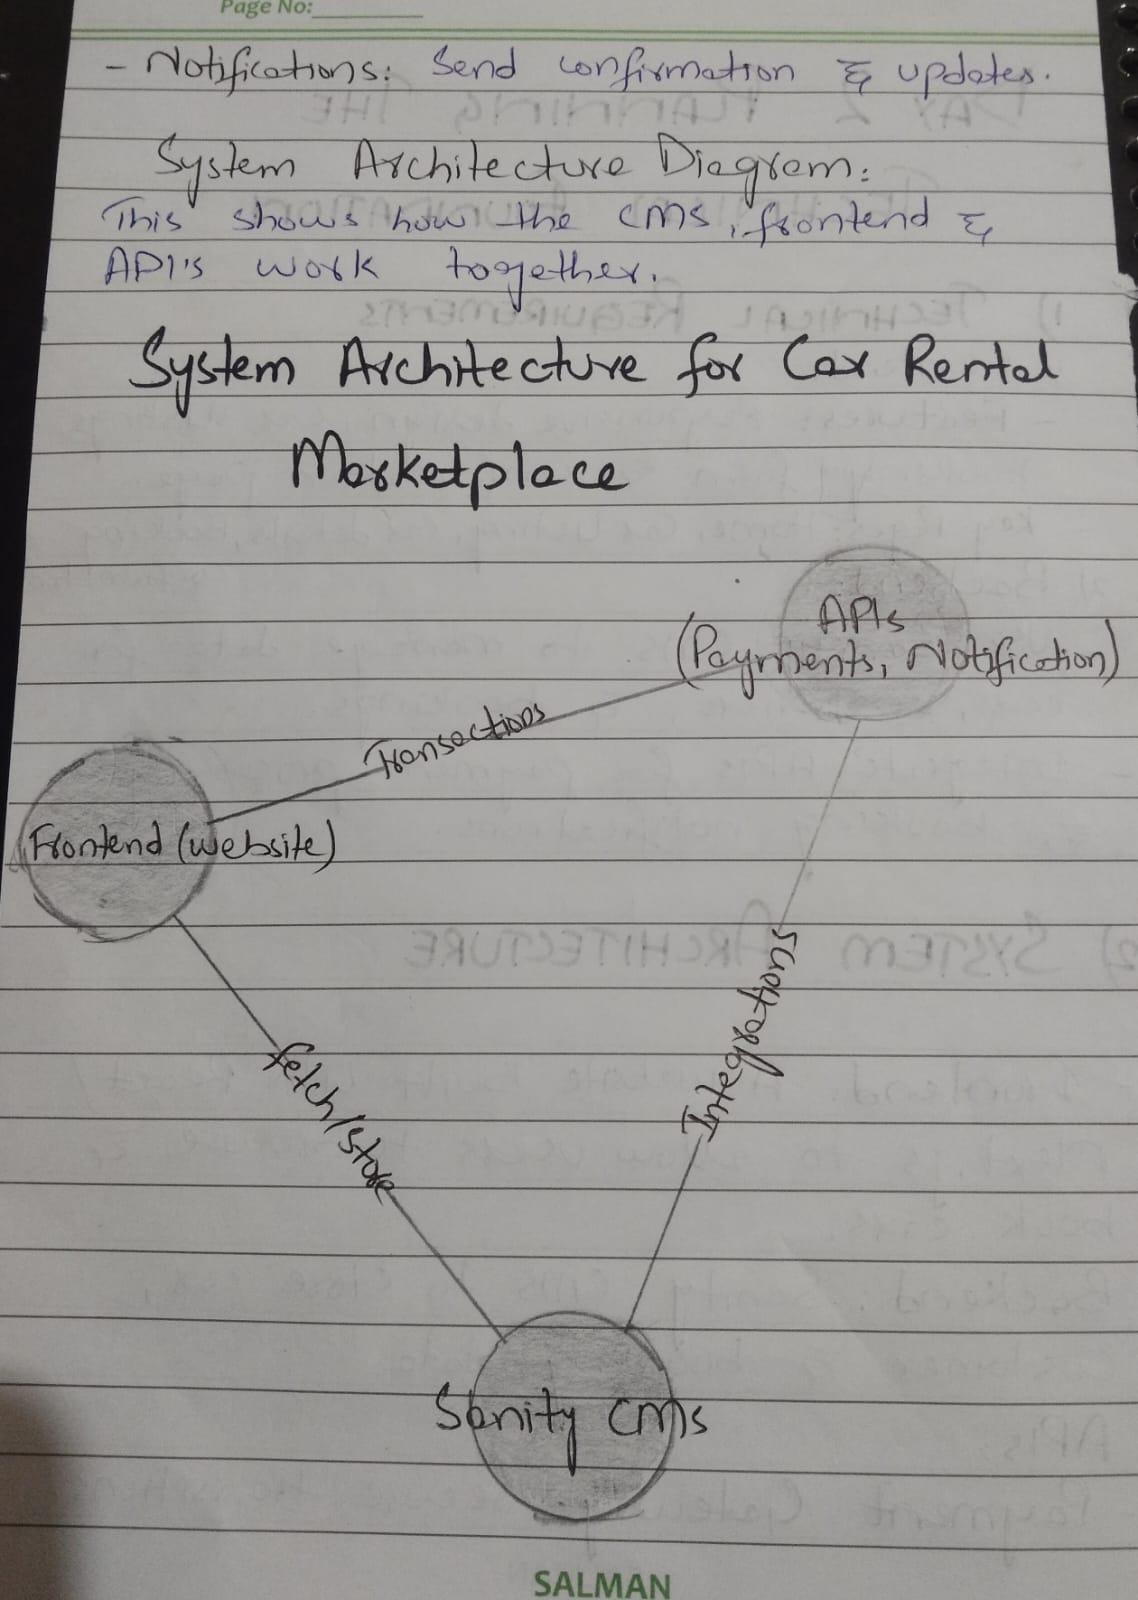 Page No:
- Notifications: Send confirmation & updates.
System Architecture Diagram:
This shows how the CMS, frontend &
API's work together.
System Architecture for Car Rental
Marketplace
APIs
(Payments, Notification)
Transactions
Frontend (website)
Integrations
fetch/store
Sanity CMS
SALMAN